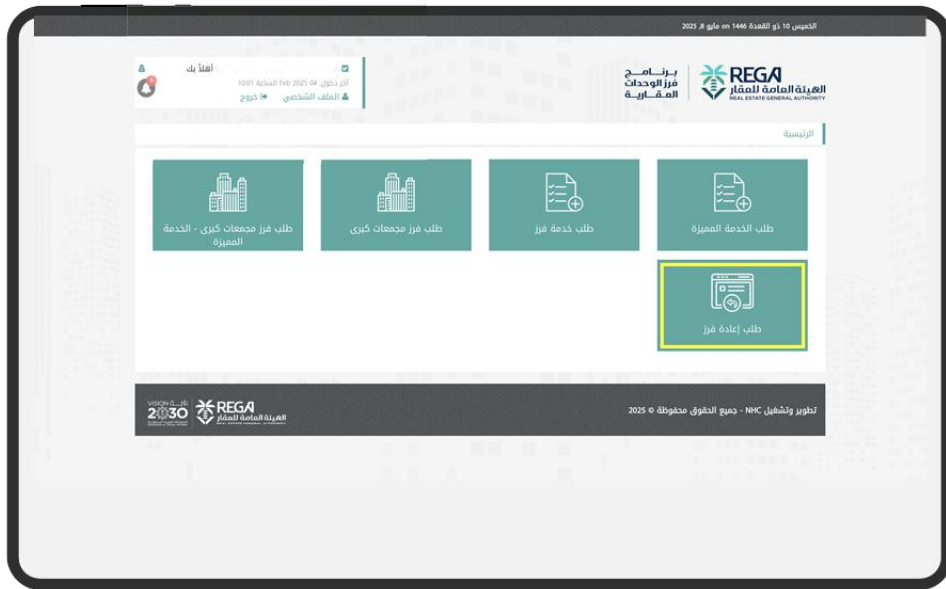 الخميس 10 ذو القعدة 1446 on مايو 8, 2025
REGA
الهيئة العامة للعقار
REAL ESTATE GENERAL AUTHORITY
برنامـج
فرز الوحدات
العقـاريـة
أهلاً بك
آخر دخول: 04 Feb 2025 الساعة 10:01
الملف الشخصي
خروج
الرئيسية
طلب الخدمة المميزة
طلب خدمة فرز
طلب فرز مجمعات كبرى
طلب فرز مجمعات كبرى - الخدمة
المميزة
طلب إعادة فرز
تطوير وتشغيل NHC - جميع الحقوق محفوظة © 2025
REGA
الهيئة العامة للعقار
VISION رؤيــة
2030